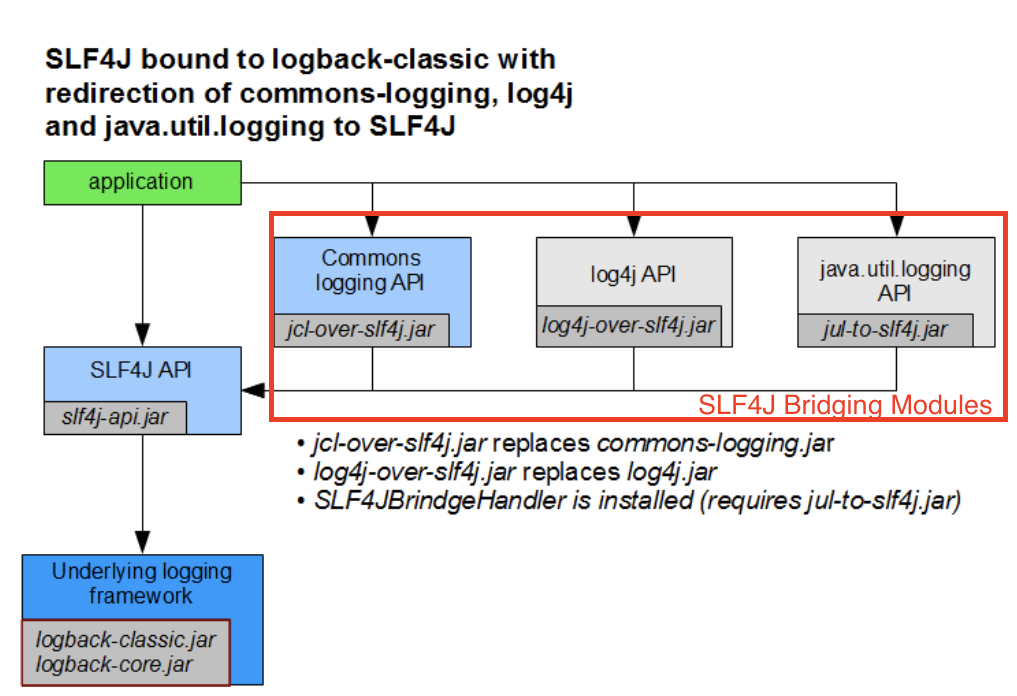 SLF4J bound to logback-classic with
redirection of commons-logging, log4j
and java.util.logging to SLF4J
application
Commons
logging API
jcl-over-slf4j.jar
log4j API
log4j-over-slf4j.jar
java.util.logging
API
jul-to-slf4j.jar
SLF4J API
slf4j-api.jar
SLF4J Bridging Modules
• jcl-over-slf4j.jar replaces commons-logging.jar
• log4j-over-slf4j.jar replaces log4j.jar
• SLF4JBrindgeHandler is installed (requires jul-to-slf4j.jar)
Underlying logging
framework
logback-classic.jar
logback-core.jar